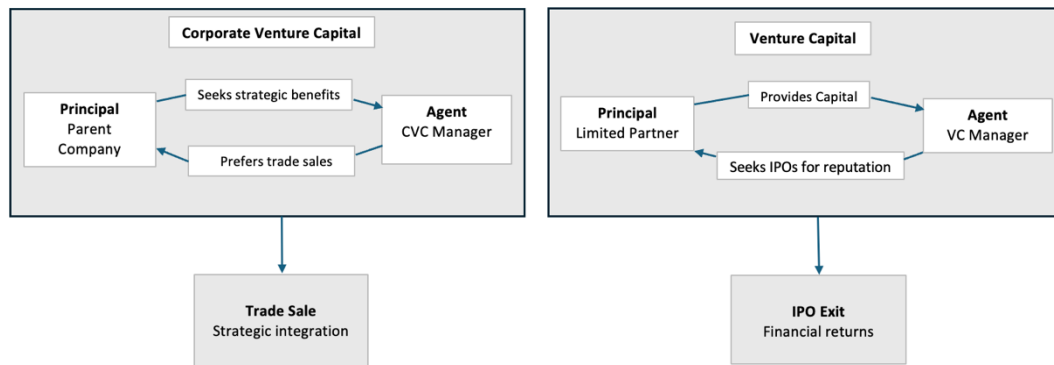 Corporate Venture Capital
Seeks strategic benefits
Principal
Parent
Company
Agent
CVC Manager
Prefers trade sales
Trade Sale
Strategic integration
Venture Capital
Provides Capital
Principal
Limited Partner
Agent
VC Manager
Seeks IPOs for reputation
IPO Exit
Financial returns